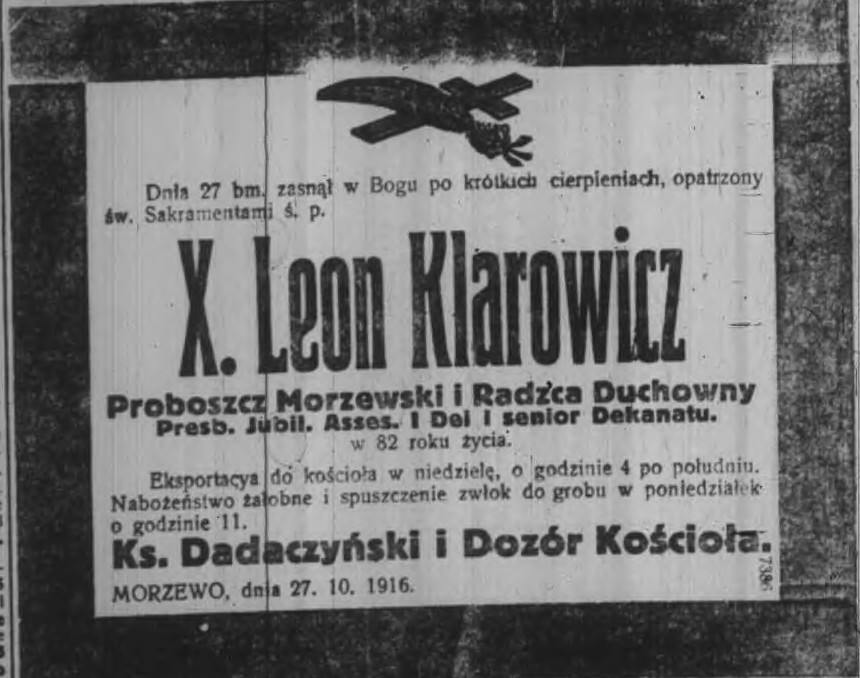 Dnia 27 bm. zasnął w Bogu po krótkich cierpieniach, opatrzony
św. Sakramentami ś. p.
X. Leon Klarowicz
Proboszcz Morzewski i Radzca Duchowny
Presb. Jubil. Asses. I Dei i senior Dekanatu.
w 82 roku życia.
Eksportacya do kościoła w niedzielę, o godzinie 4 po południu.
Nabożeństwo żałobne i spuszczenie zwłok do grobu w poniedziałek
o godzinie 11.
Ks. Dadaczyński i Dozór Kościoła.
MORZEWO, dnia 27. 10. 1916.
7386